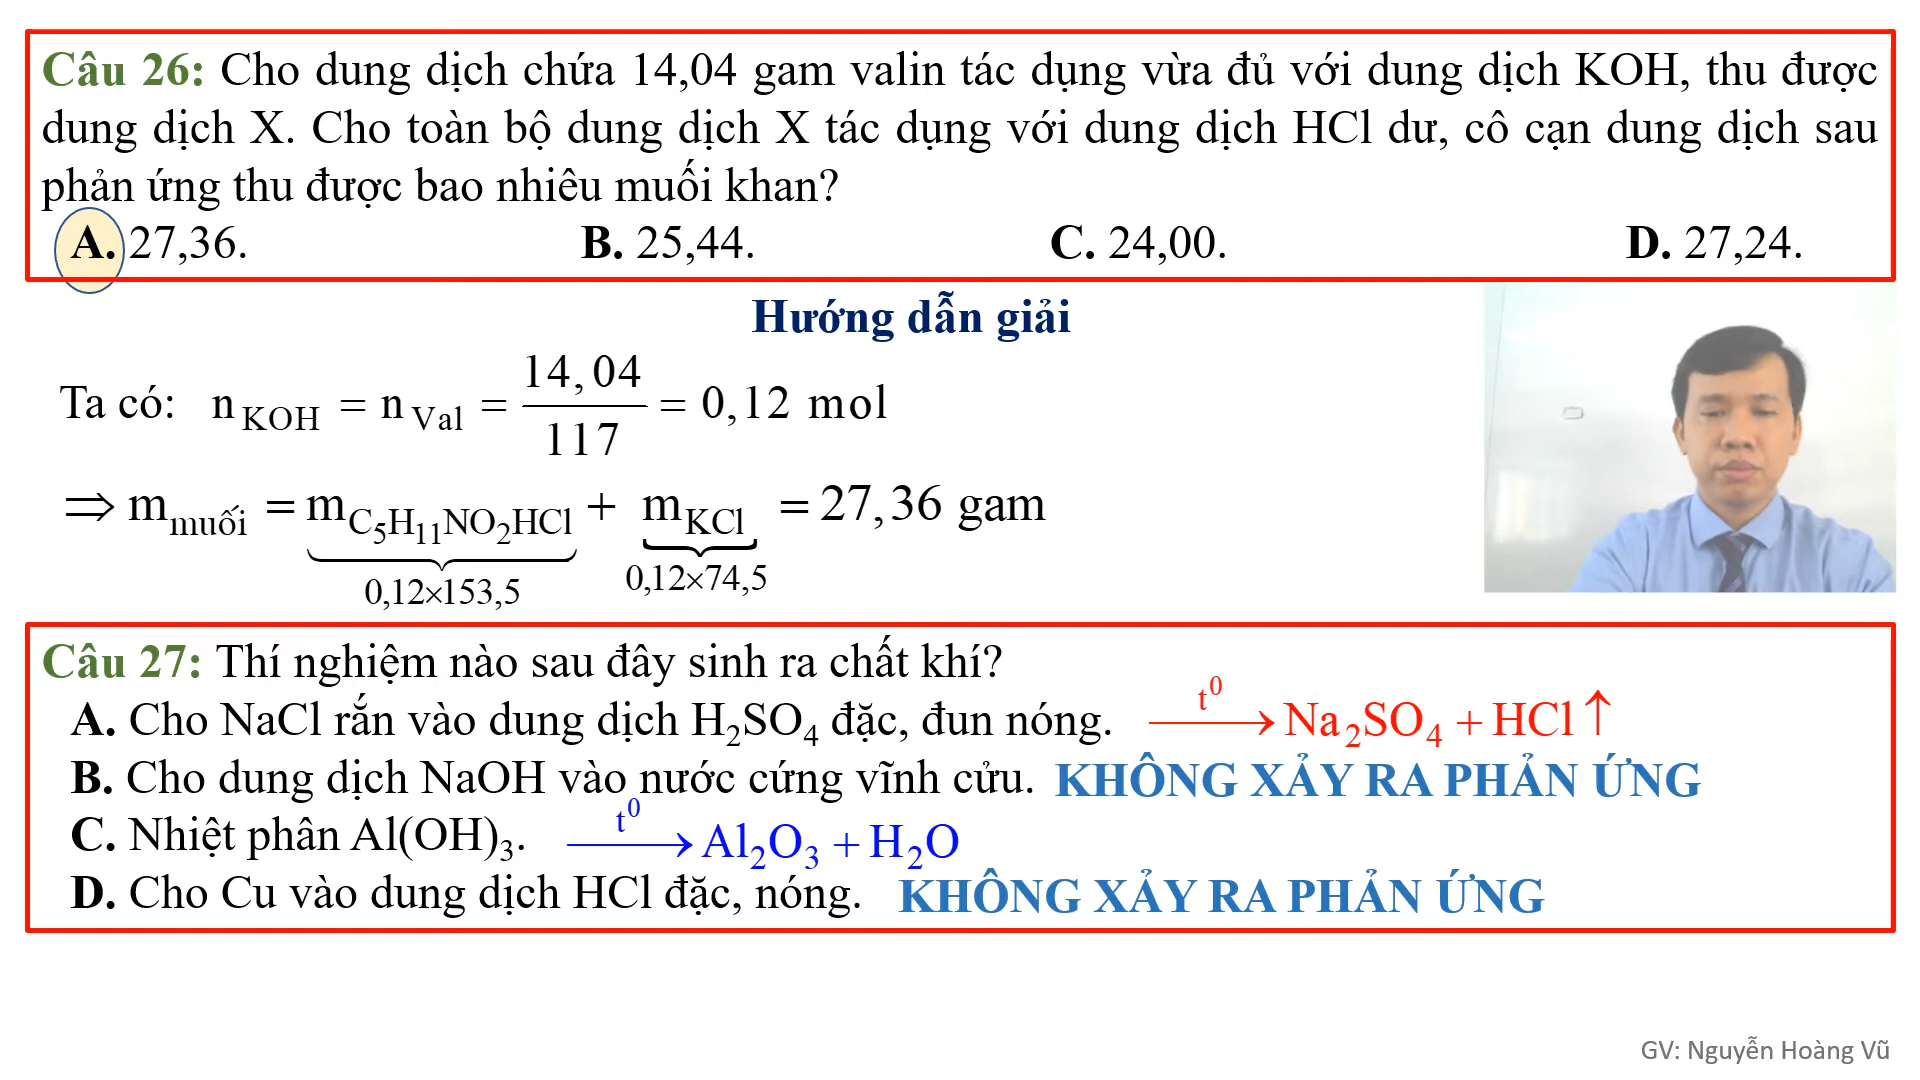 Câu 26: Cho dung dịch chứa 14,04 gam valin tác dụng vừa đủ với dung dịch KOH, thu được
dung dịch X. Cho toàn bộ dung dịch X tác dụng với dung dịch HCl dư, cô cạn dung dịch sau
phản ứng thu được bao nhiêu muối khan?
A. 27,36. B. 25,44. C. 24,00. D. 27,24.
Hướng dẫn giải
Ta có: n_KOH = n_Val = 14,04/117 = 0,12 mol
⇒ m_muối = m_C₅H₁₁NO₂HCl + m_KCl = 27,36 gam
0,12×153,5 0,12×74,5
Câu 27: Thí nghiệm nào sau đây sinh ra chất khí?
A. Cho NaCl rắn vào dung dịch H₂SO₄ đặc, đun nóng. t⁰ → Na₂SO₄ + HCl↑
B. Cho dung dịch NaOH vào nước cứng vĩnh cửu. KHÔNG XẢY RA PHẢN ỨNG
C. Nhiệt phân Al(OH)₃. t⁰ → Al₂O₃ + H₂O
D. Cho Cu vào dung dịch HCl đặc, nóng. KHÔNG XẢY RA PHẢN ỨNG
GV: Nguyễn Hoàng Vũ